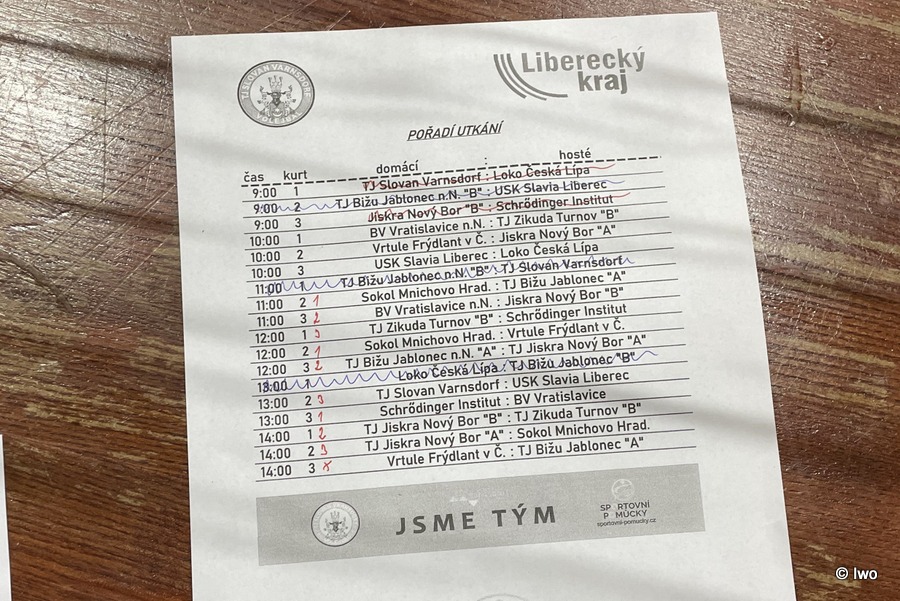 TJ SLOVAN VARNSDORF
VOLEJBAL
Liberecký
kraj
POŘADÍ UTKÁNÍ
čas kurt domácí : hosté
9:00 1 TJ Slovan Varnsdorf : Loko Česká Lípa
9:00 2 TJ Bižu Jablonec n.N. "B" : USK Slavia Liberec
9:00 3 Jiskra Nový Bor "B" : Schrödinger Institut
10:00 1 BV Vratislavice n.N. : TJ Zikuda Turnov "B"
10:00 2 Vrtule Frýdlant v Č. : Jiskra Nový Bor "A"
10:00 3 USK Slavia Liberec : Loko Česká Lípa
11:00 1 TJ Bižu Jablonec n.N. "B" : TJ Slovan Varnsdorf
11:00 2 1 Sokol Mnichovo Hrad. : TJ Bižu Jablonec "A"
11:00 3 2 BV Vratislavice n.N. : Jiskra Nový Bor "B"
12:00 1 3 TJ Zikuda Turnov "B" : Schrödinger Institut
12:00 2 1 Sokol Mnichovo Hrad. : Vrtule Frýdlant v Č.
12:00 3 2 TJ Bižu Jablonec n.N. "A" : TJ Jiskra Nový Bor "A"
13:00 1 Loko Česká Lípa : TJ Bižu Jablonec "B"
13:00 2 3 TJ Slovan Varnsdorf : USK Slavia Liberec
13:00 3 1 Schrödinger Institut : BV Vratislavice
14:00 1 2 TJ Jiskra Nový Bor "B" : TJ Zikuda Turnov "B"
14:00 2 3 TJ Jiskra Nový Bor "A" : Sokol Mnichovo Hrad.
14:00 3 x Vrtule Frýdlant v Č. : TJ Bižu Jablonec "A"
JSME TÝM
SP RTOVNÍ
P MŮCKY
sportovni-pomucky.cz
© Iwo